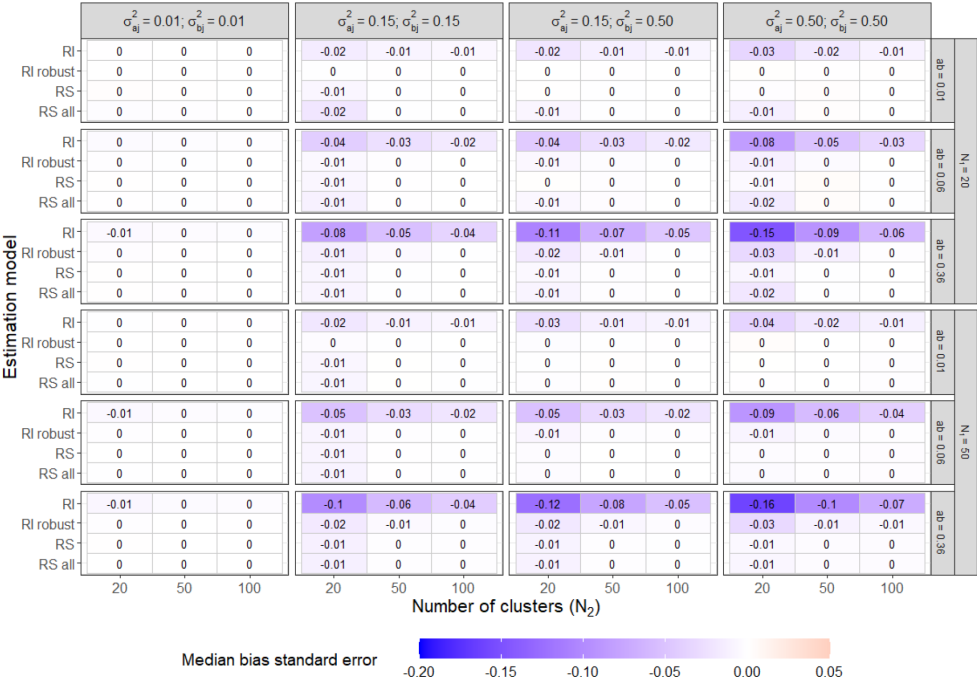 σ²aj = 0.01; σ²bj = 0.01 σ²aj = 0.15; σ²bj = 0.15 σ²aj = 0.15; σ²bj = 0.50 σ²aj = 0.50; σ²bj = 0.50
RI 0 0 0 -0.02 -0.01 -0.01 -0.02 -0.01 -0.01 -0.03 -0.02 -0.01
RI robust 0 0 0 0 0 0 0 0 0 0 0 0
RS 0 0 0 -0.01 0 0 0 0 0 0 0 0
RS all 0 0 0 -0.02 0 0 -0.01 0 0 -0.01 0 0
ab = 0.01
RI 0 0 0 -0.04 -0.03 -0.02 -0.04 -0.03 -0.02 -0.08 -0.05 -0.03
RI robust 0 0 0 -0.01 0 0 -0.01 0 0 -0.01 0 0
RS 0 0 0 -0.01 0 0 0 0 0 -0.01 0 0
RS all 0 0 0 -0.01 0 0 -0.01 0 0 -0.02 0 0
ab = 0.06
N₁ = 20
RI -0.01 0 0 -0.08 -0.05 -0.04 -0.11 -0.07 -0.05 -0.15 -0.09 -0.06
RI robust 0 0 0 -0.01 0 0 -0.02 -0.01 0 -0.03 -0.01 0
RS 0 0 0 -0.01 0 0 -0.01 0 0 -0.01 0 0
RS all 0 0 0 -0.01 0 0 -0.01 0 0 -0.02 0 0
ab = 0.36
Estimation model
RI 0 0 0 -0.02 -0.01 -0.01 -0.03 -0.01 -0.01 -0.04 -0.02 -0.01
RI robust 0 0 0 0 0 0 0 0 0 0 0 0
RS 0 0 0 -0.01 0 0 0 0 0 0 0 0
RS all 0 0 0 -0.01 0 0 0 0 0 0 0 0
ab = 0.01
RI -0.01 0 0 -0.05 -0.03 -0.02 -0.05 -0.03 -0.02 -0.09 -0.06 -0.04
RI robust 0 0 0 -0.01 0 0 -0.01 0 0 -0.01 0 0
RS 0 0 0 -0.01 0 0 0 0 0 0 0 0
RS all 0 0 0 -0.01 0 0 0 0 0 0 0 0
ab = 0.06
N₁ = 50
RI -0.01 0 0 -0.1 -0.06 -0.04 -0.12 -0.08 -0.05 -0.16 -0.1 -0.07
RI robust 0 0 0 -0.02 -0.01 0 -0.02 -0.01 0 -0.03 -0.01 -0.01
RS 0 0 0 -0.01 0 0 -0.01 0 0 -0.01 0 0
RS all 0 0 0 -0.01 0 0 -0.01 0 0 -0.01 0 0
ab = 0.36
20 50 100 20 50 100 20 50 100 20 50 100
Number of clusters (N₂)
Median bias standard error
-0.20 -0.15 -0.10 -0.05 0.00 0.05